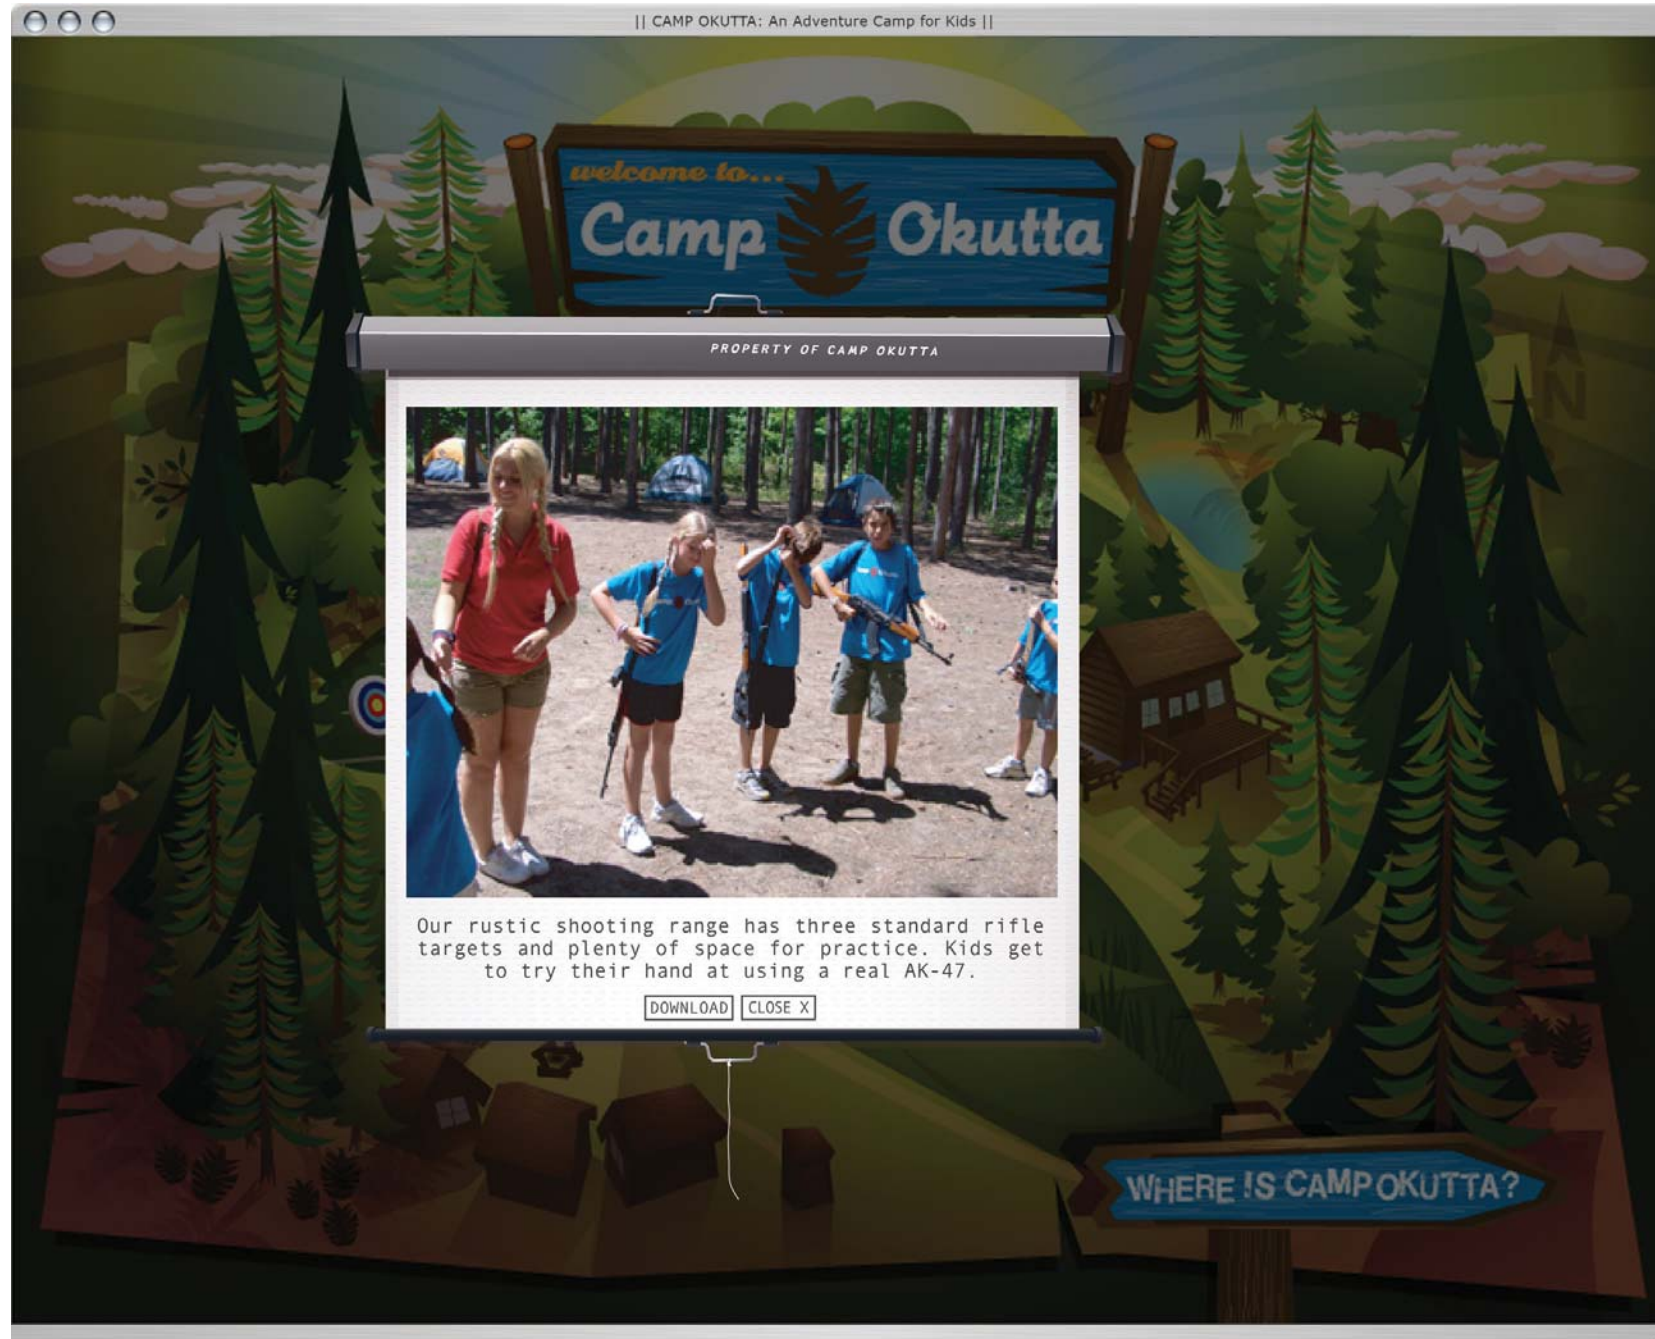 || CAMP OKUTTA: An Adventure Camp for Kids ||
welcome to...
Camp Okutta
PROPERTY OF CAMP OKUTTA
Our rustic shooting range has three standard rifle
targets and plenty of space for practice. Kids get
to try their hand at using a real AK-47.
DOWNLOAD CLOSE X
N
WHERE IS CAMP OKUTTA?